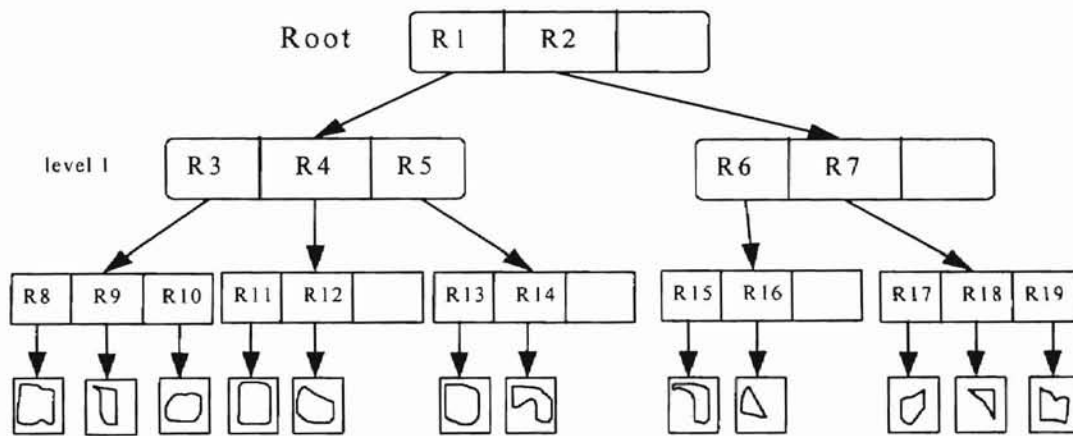 Root R1 R2
level 1 R3 R4 R5 R6 R7
R8 R9 R10 R11 R12 R13 R14 R15 R16 R17 R18 R19